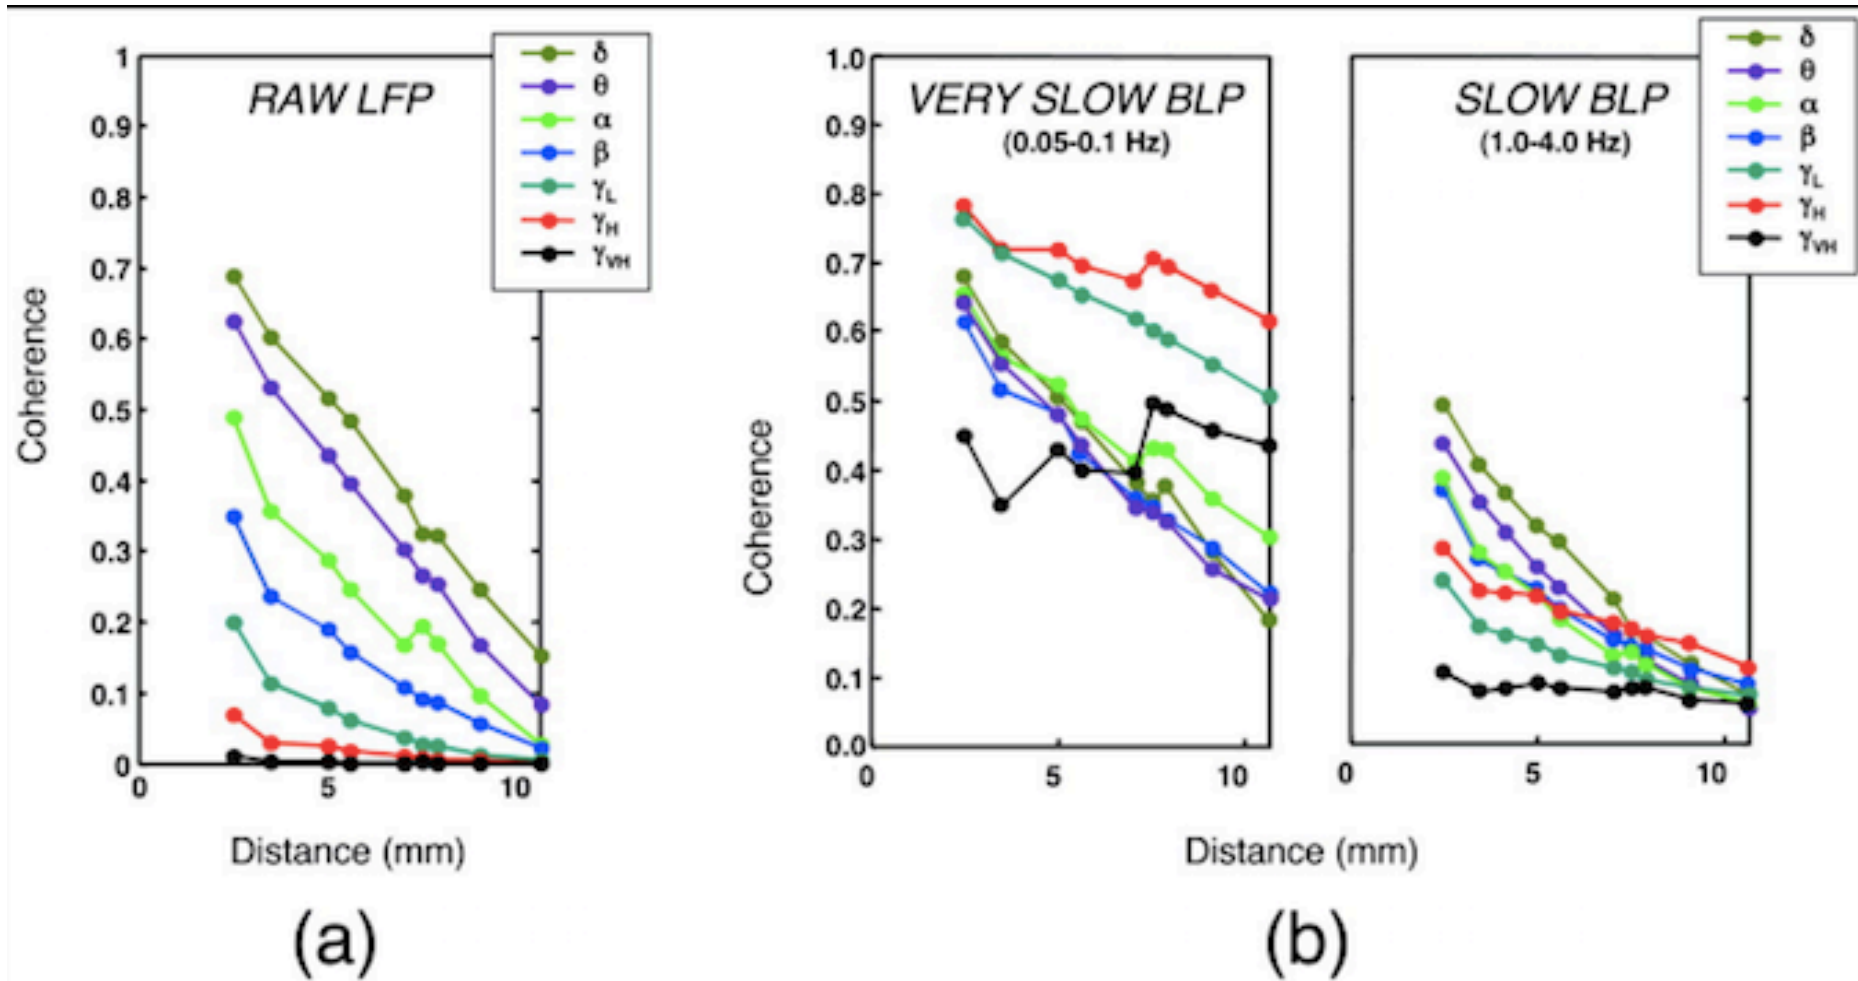 RAW LFP
δ
θ
α
β
γL
γH
γVH
1
0.9
0.8
0.7
0.6
0.5
0.4
0.3
0.2
0.1
0
0
5
10
Coherence
Distance (mm)
(a)
VERY SLOW BLP
(0.05-0.1 Hz)
1.0
0.9
0.8
0.7
0.6
0.5
0.4
0.3
0.2
0.1
0.0
0
5
10
Coherence
SLOW BLP
(1.0-4.0 Hz)
δ
θ
α
β
γL
γH
γVH
0
5
10
Distance (mm)
(b)